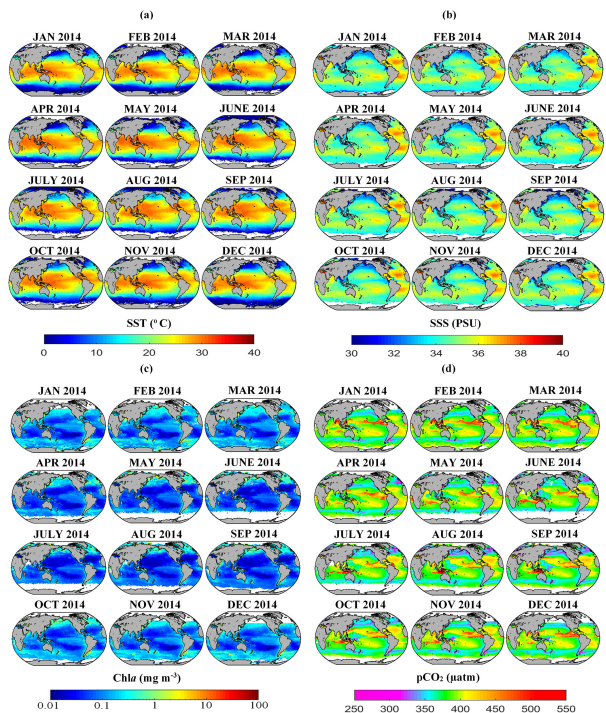 (a)
JAN 2014 FEB 2014 MAR 2014
APR 2014 MAY 2014 JUNE 2014
JULY 2014 AUG 2014 SEP 2014
OCT 2014 NOV 2014 DEC 2014
SST (° C)
0 10 20 30 40
(b)
JAN 2014 FEB 2014 MAR 2014
APR 2014 MAY 2014 JUNE 2014
JULY 2014 AUG 2014 SEP 2014
OCT 2014 NOV 2014 DEC 2014
SSS (PSU)
30 32 34 36 38 40
(c)
JAN 2014 FEB 2014 MAR 2014
APR 2014 MAY 2014 JUNE 2014
JULY 2014 AUG 2014 SEP 2014
OCT 2014 NOV 2014 DEC 2014
Chla (mg m⁻³)
0.01 0.1 1 10 100
(d)
JAN 2014 FEB 2014 MAR 2014
APR 2014 MAY 2014 JUNE 2014
JULY 2014 AUG 2014 SEP 2014
OCT 2014 NOV 2014 DEC 2014
pCO₂ (µatm)
250 300 350 400 450 500 550